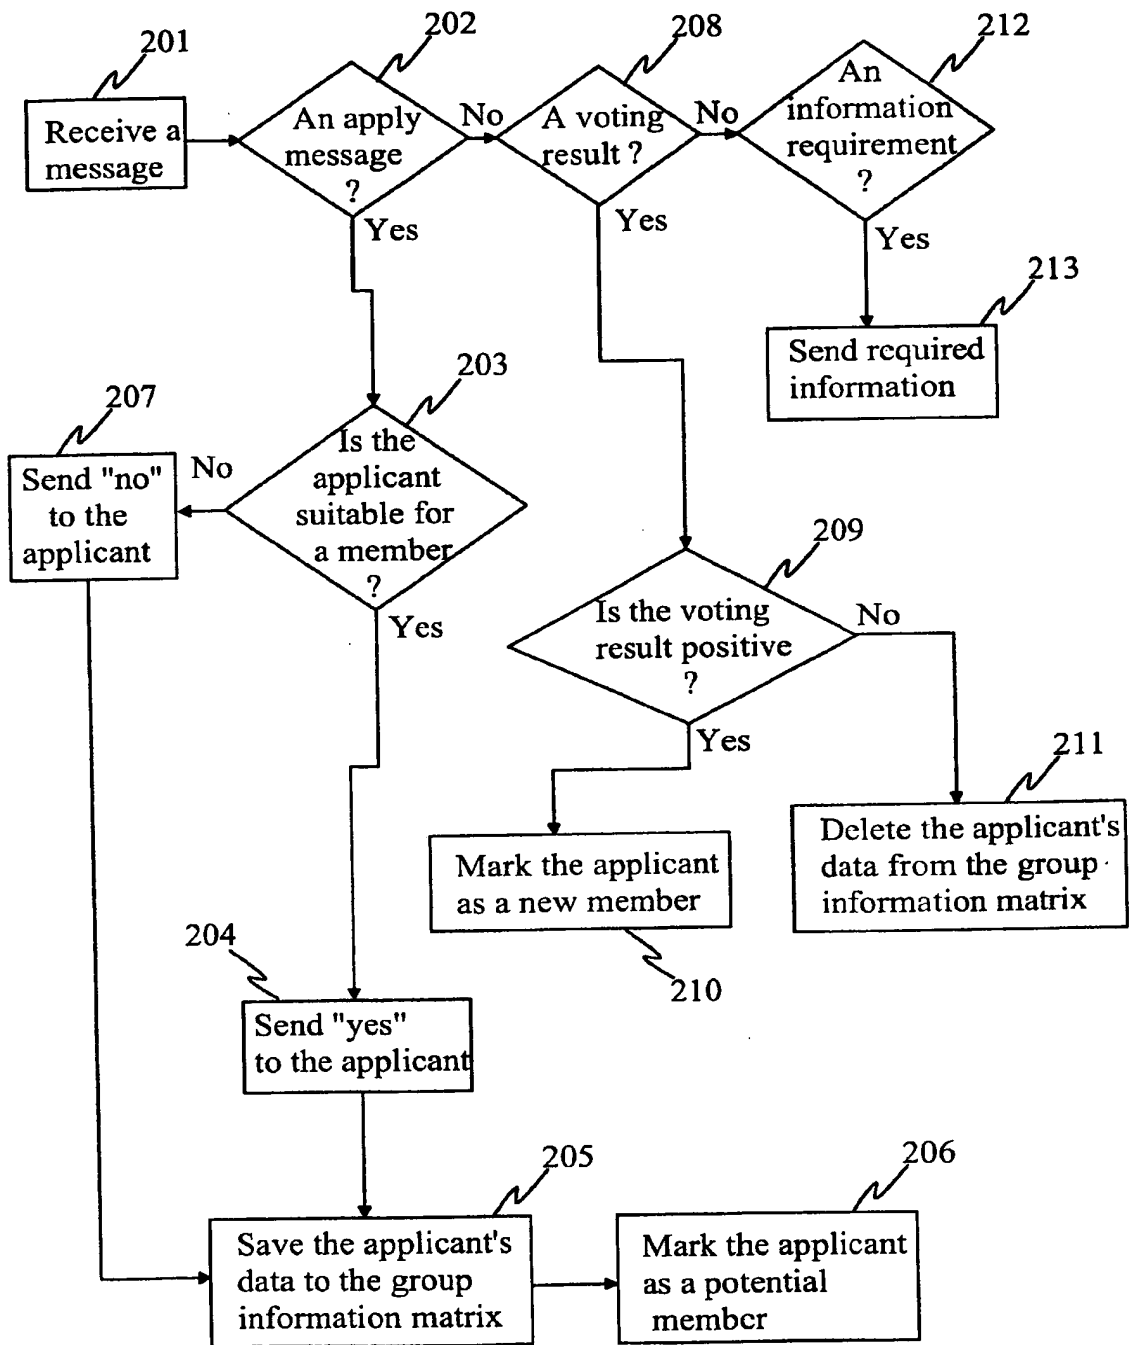 201
Receive a
message
202
An apply
message
?
No
Yes
208
A voting
result ?
No
Yes
212
An
information
requirement
?
Yes
213
Send required
information
203
Is the
applicant
suitable for
a member
?
No
Yes
207
Send "no"
to the
applicant
209
Is the voting
result positive
?
No
Yes
211
Delete the applicant's
data from the group
information matrix
Mark the applicant
as a new member
210
204
Send "yes"
to the applicant
205
Save the applicant's
data to the group
information matrix
206
Mark the applicant
as a potential
member